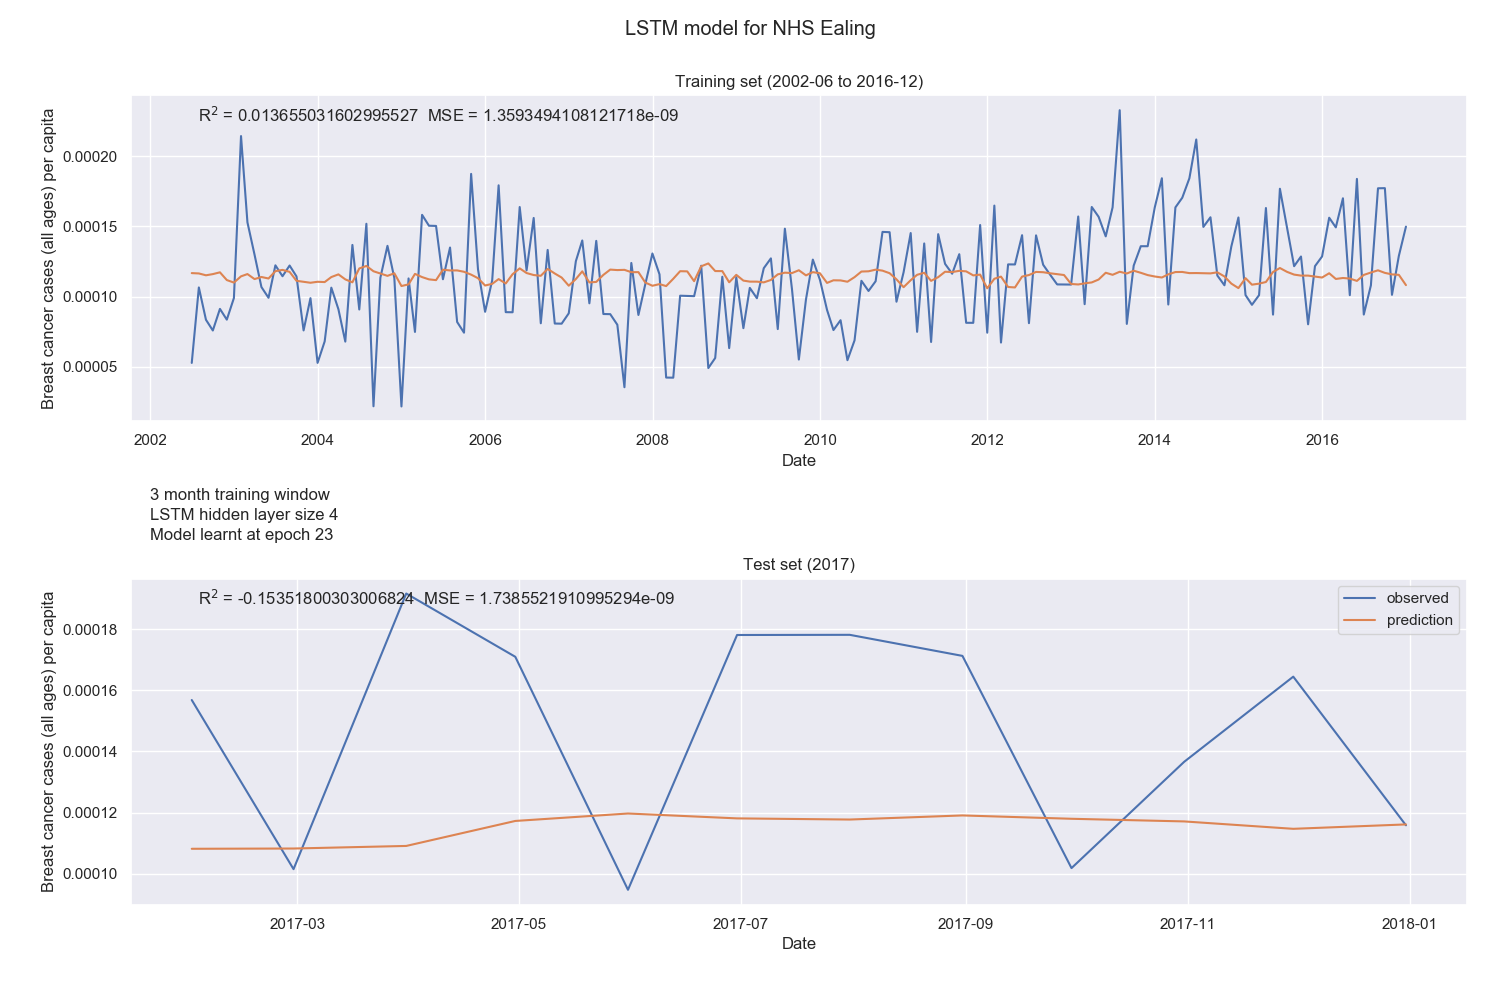 LSTM model for NHS Ealing
Training set (2002-06 to 2016-12)
R² = 0.013655031602995527 MSE = 1.3593494108121718e-09
Breast cancer cases (all ages) per capita
0.00020
0.00015
0.00010
0.00005
2002 2004 2006 2008 2010 2012 2014 2016
Date
3 month training window
LSTM hidden layer size 4
Model learnt at epoch 23
Test set (2017)
R² = -0.15351800303006824 MSE = 1.7385521910995294e-09
observed
prediction
Breast cancer cases (all ages) per capita
0.00018
0.00016
0.00014
0.00012
0.00010
2017-03 2017-05 2017-07 2017-09 2017-11 2018-01
Date